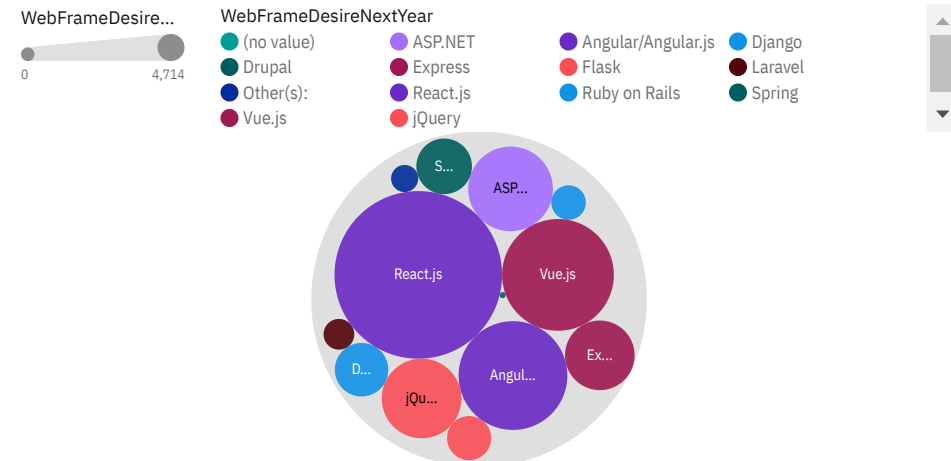 WebFrameDesire...
0 4,714
WebFrameDesireNextYear
(no value) ASP.NET Angular/Angular.js Django
Drupal Express Flask Laravel
Other(s): React.js Ruby on Rails Spring
Vue.js jQuery
S...
ASP...
React.js
Vue.js
Ex...
D...
Angul...
jQu...